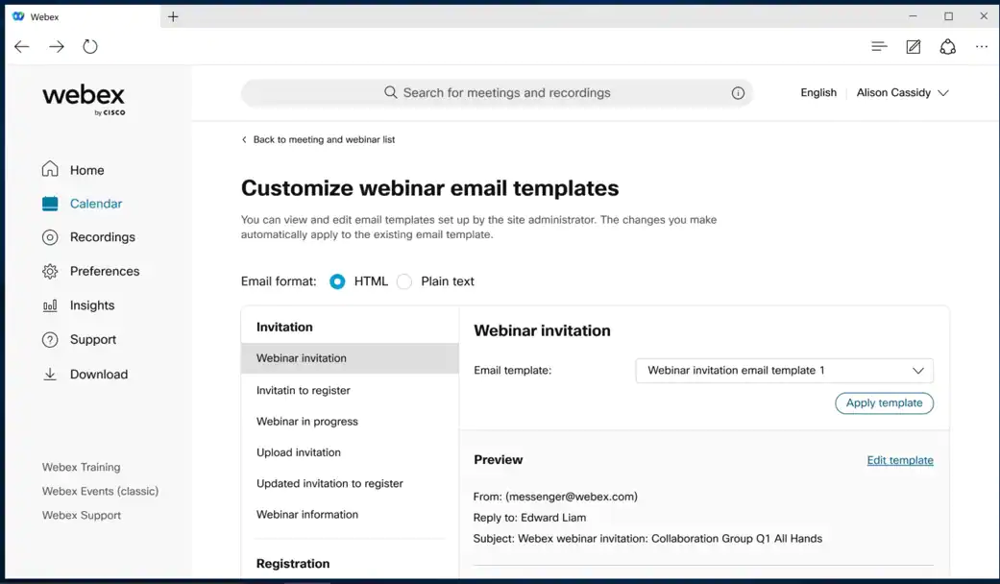 Webex
webex
by CISCO
Search for meetings and recordings
English
Alison Cassidy
Home
Calendar
Recordings
Preferences
Insights
Support
Download
Webex Training
Webex Events (classic)
Webex Support
Back to meeting and webinar list
Customize webinar email templates
You can view and edit email templates set up by the site administrator. The changes you make
automatically apply to the existing email template.
Email format: HTML Plain text
Invitation
Webinar invitation
Invitatin to register
Webinar in progress
Upload invitation
Updated invitation to register
Webinar information
Registration
Webinar invitation
Email template: Webinar invitation email template 1
Apply template
Preview
Edit template
From: (messenger@webex.com)
Reply to: Edward Liam
Subject: Webex webinar invitation: Collaboration Group Q1 All Hands